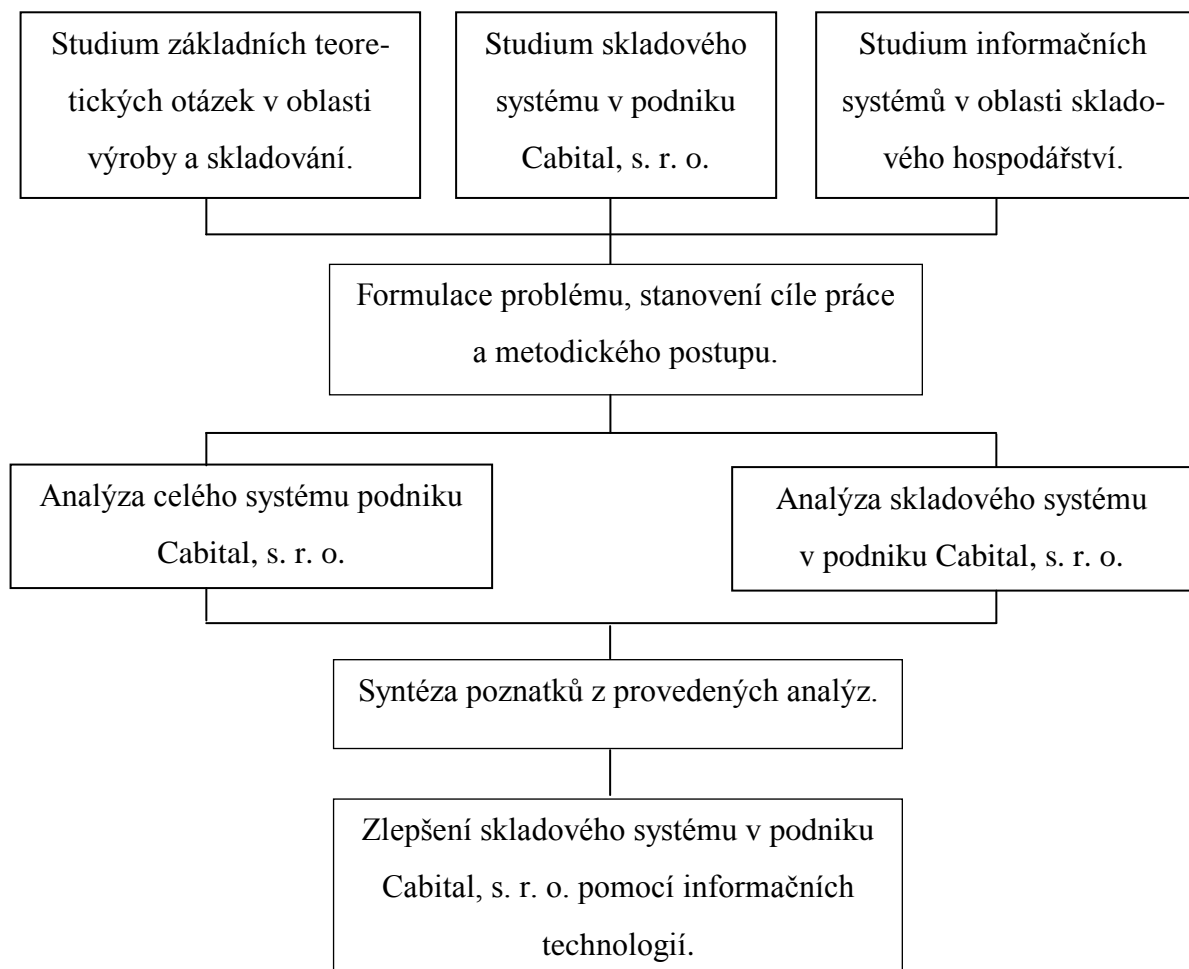 Studium základních teore-
tických otázek v oblasti
výroby a skladování.
Studium skladového
systému v podniku
Cabital, s. r. o.
Studium informačních
systémů v oblasti sklado-
vého hospodářství.
Formulace problému, stanovení cíle práce
a metodického postupu.
Analýza celého systému podniku
Cabital, s. r. o.
Analýza skladového systému
v podniku Cabital, s. r. o.
Syntéza poznatků z provedených analýz.
Zlepšení skladového systému v podniku
Cabital, s. r. o. pomocí informačních
technologií.